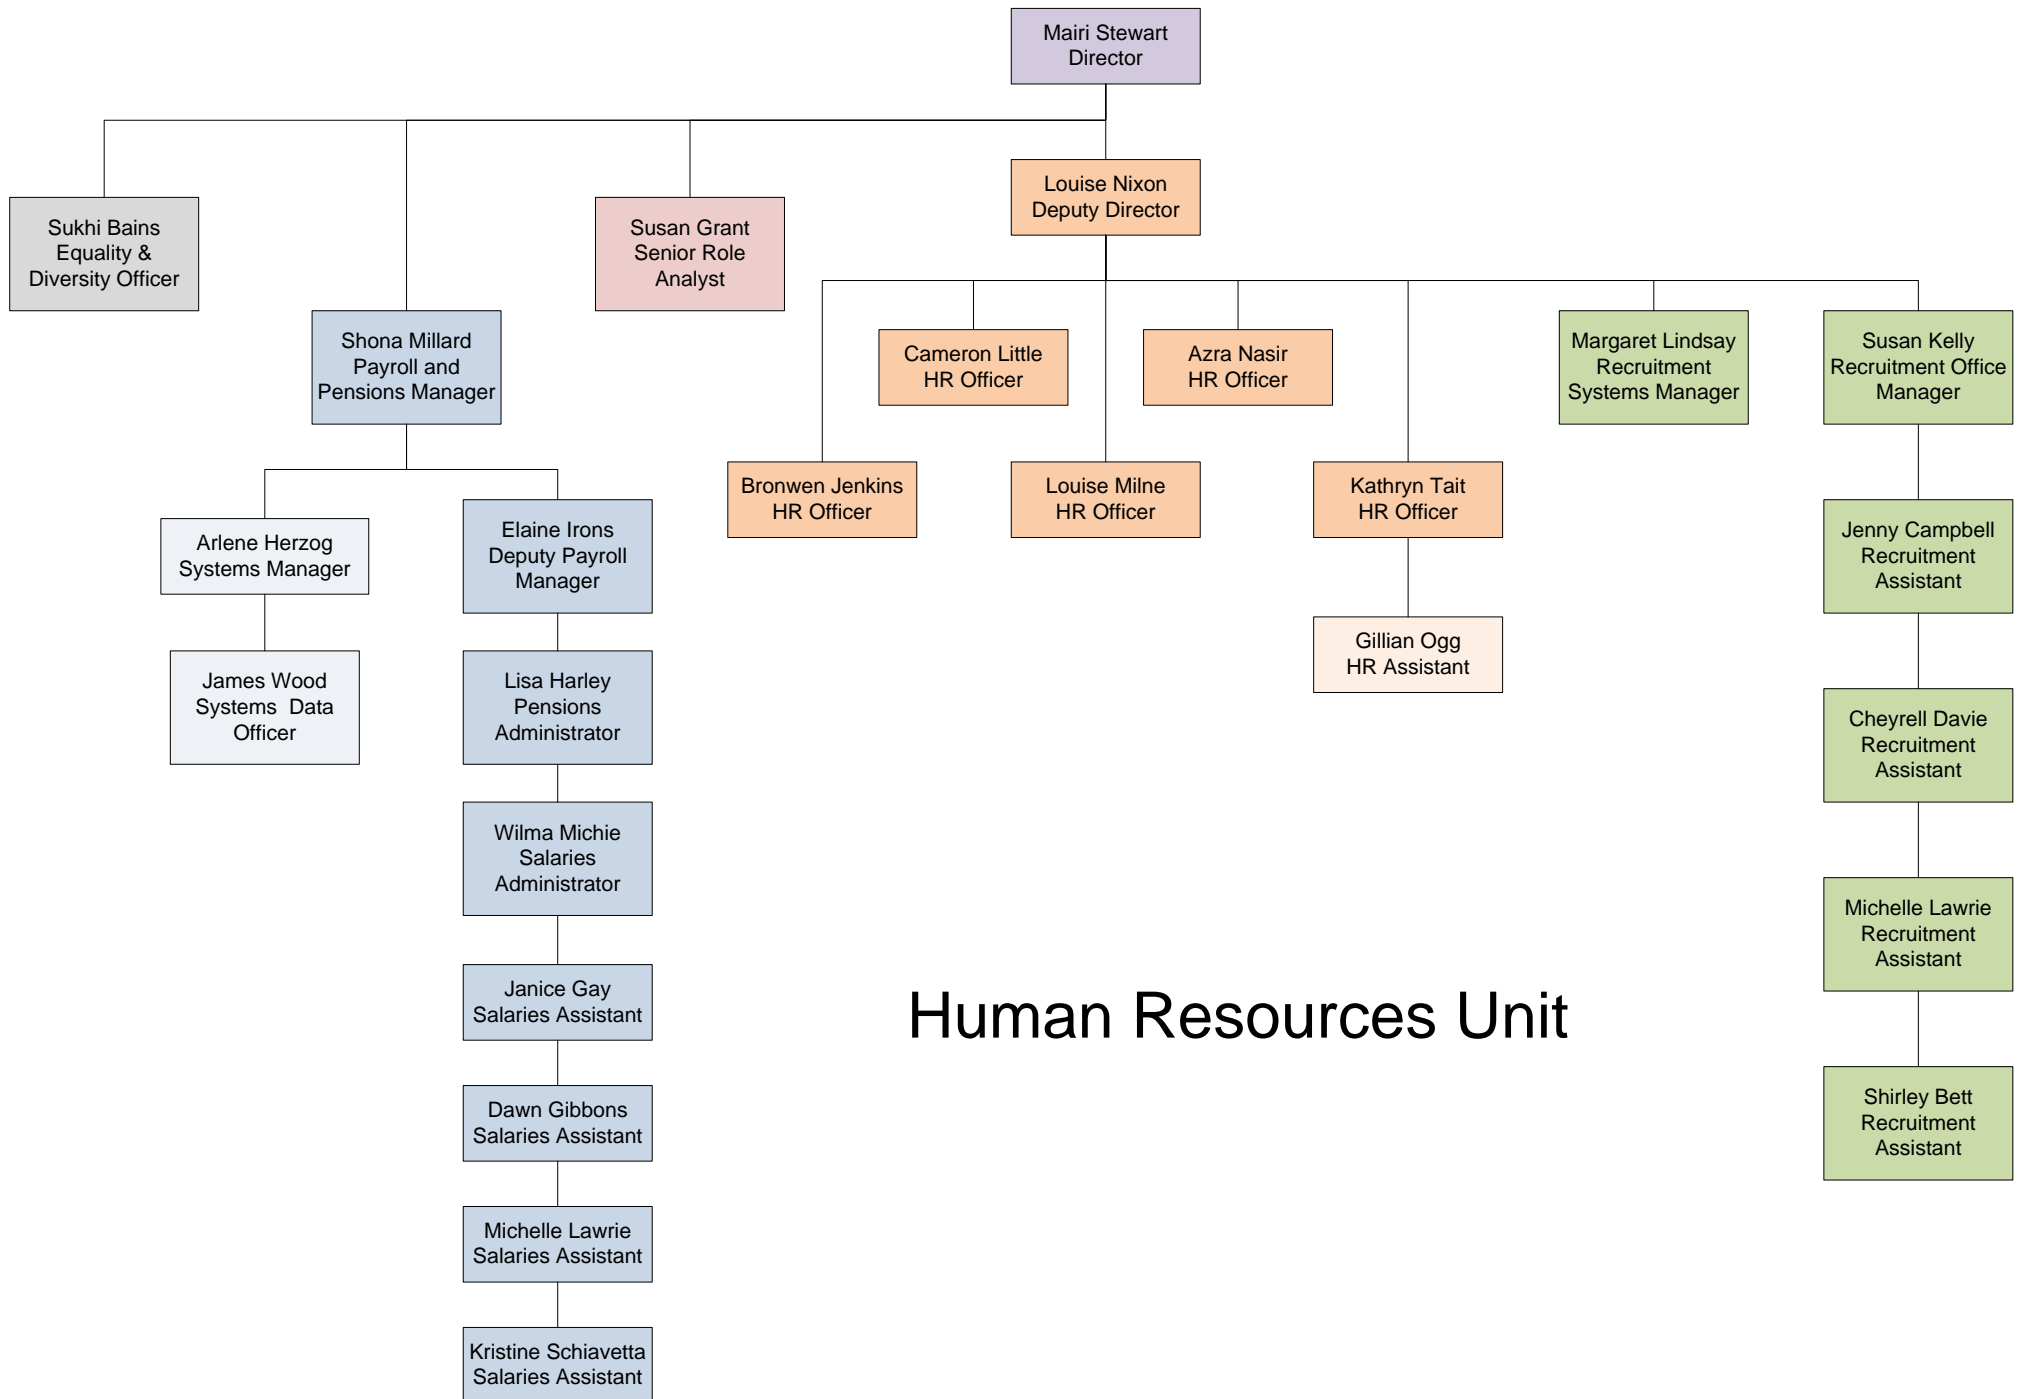 Mairi Stewart
Director
Louise Nixon
Deputy Director
Sukhi Bains
Equality &
Diversity Officer
Susan Grant
Senior Role
Analyst
Shona Millard
Payroll and
Pensions Manager
Cameron Little
HR Officer
Azra Nasir
HR Officer
Margaret Lindsay
Recruitment
Systems Manager
Susan Kelly
Recruitment Office
Manager
Bronwen Jenkins
HR Officer
Louise Milne
HR Officer
Kathryn Tait
HR Officer
Arlene Herzog
Systems Manager
Elaine Irons
Deputy Payroll
Manager
Jenny Campbell
Recruitment
Assistant
Gillian Ogg
HR Assistant
James Wood
Systems  Data
Officer
Lisa Harley
Pensions
Administrator
Cheyrell Davie
Recruitment
Assistant
Wilma Michie
Salaries
Administrator
Michelle Lawrie
Recruitment
Assistant
Janice Gay
Salaries Assistant
Human Resources Unit
Dawn Gibbons
Salaries Assistant
Shirley Bett
Recruitment
Assistant
Michelle Lawrie
Salaries Assistant
Kristine Schiavetta
Salaries Assistant